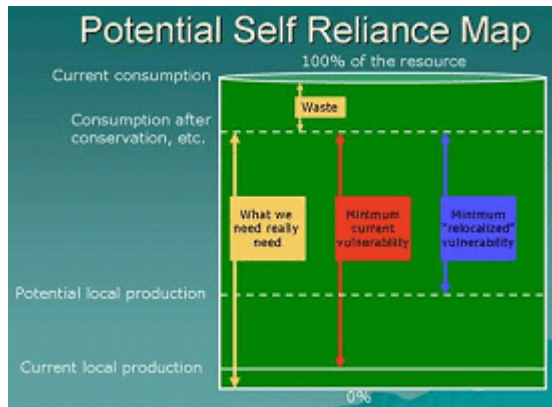 Potential Self Reliance Map
100% of the resource
Current consumption
Waste
Consumption after
conservation, etc.
What we
need really
need
Minimum
current
vulnerability
Minimum
"relocalized"
vulnerability
Potential local production
Current local production
0%